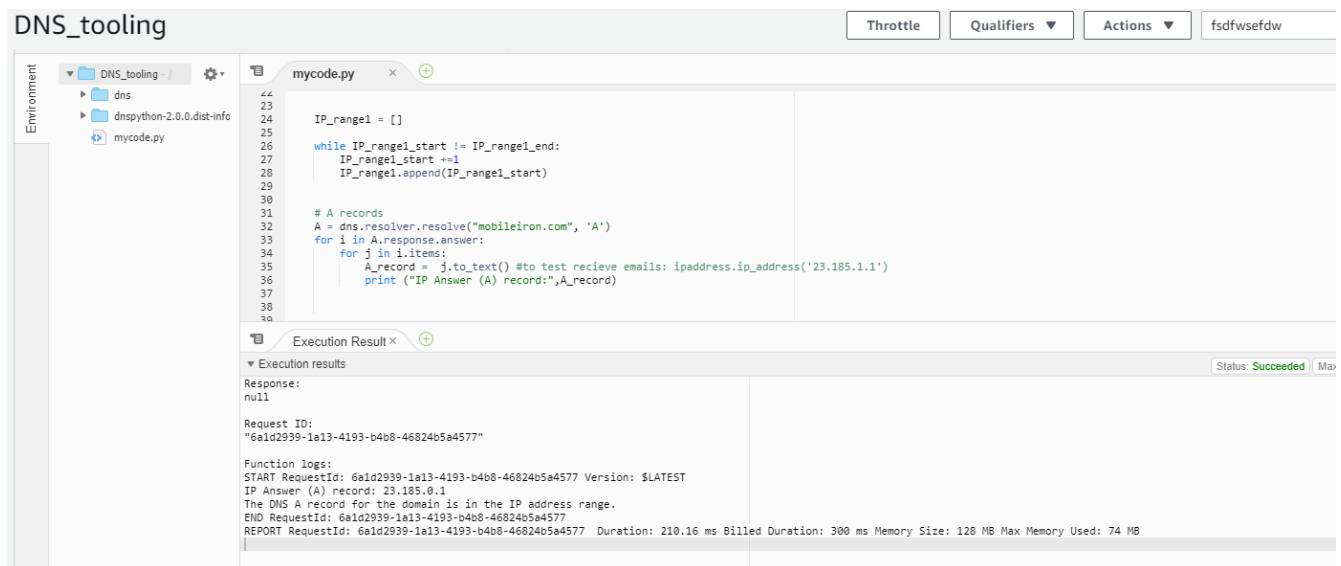 DNS_tooling
Throttle
Qualifiers ▼
Actions ▼
fsdfwsefdw
Environment
DNS_tooling - /
dns
dnspython-2.0.0.dist-info
mycode.py
mycode.py ×
22
23
24 IP_range1 = []
25
26 while IP_range1_start != IP_range1_end:
27 IP_range1_start +=1
28 IP_range1.append(IP_range1_start)
29
30
31 # A records
32 A = dns.resolver.resolve("mobileiron.com", 'A')
33 for i in A.response.answer:
34 for j in i.items:
35 A_record =  j.to_text() #to test recieve emails: ipaddress.ip_address('23.185.1.1')
36 print ("IP Answer (A) record:",A_record)
37
38
39
Execution Result ×
▼ Execution results
Status: Succeeded
Max
Response:
null
Request ID:
"6a1d2939-1a13-4193-b4b8-46824b5a4577"
Function logs:
START RequestId: 6a1d2939-1a13-4193-b4b8-46824b5a4577 Version: $LATEST
IP Answer (A) record: 23.185.0.1
The DNS A record for the domain is in the IP address range.
END RequestId: 6a1d2939-1a13-4193-b4b8-46824b5a4577
REPORT RequestId: 6a1d2939-1a13-4193-b4b8-46824b5a4577  Duration: 210.16 ms Billed Duration: 300 ms Memory Size: 128 MB Max Memory Used: 74 MB